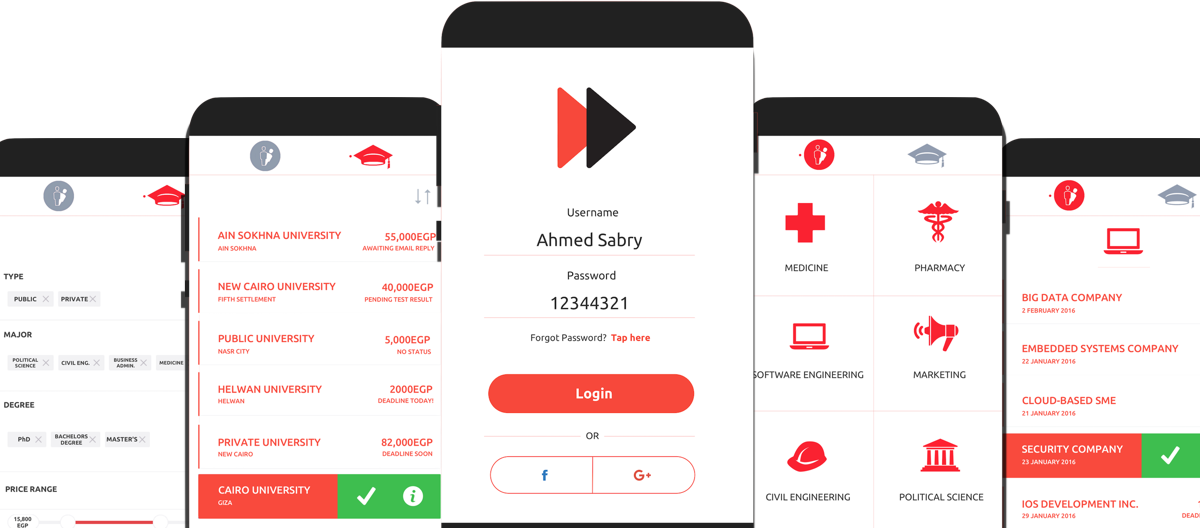 TYPE
PUBLIC
PRIVATE
MAJOR
POLITICAL
SCIENCE
CIVIL ENG.
BUSINESS
ADMIN.
MEDICINE
DEGREE
PhD
BACHELORS
DEGREE
MASTER'S
PRICE RANGE
15,800
EGP
AIN SOKHNA UNIVERSITY
55,000EGP
AIN SOKHNA
AWAITING EMAIL REPLY
NEW CAIRO UNIVERSITY
40,000EGP
FIFTH SETTLEMENT
PENDING TEST RESULT
PUBLIC UNIVERSITY
5,000EGP
NASR CITY
NO STATUS
HELWAN UNIVERSITY
2000EGP
HELWAN
DEADLINE TODAY!
PRIVATE UNIVERSITY
82,000EGP
NEW CAIRO
DEADLINE SOON
CAIRO UNIVERSITY
GIZA
Username
Ahmed Sabry
Password
12344321
Forgot Password? Tap here
Login
OR
f
G+
MEDICINE
PHARMACY
SOFTWARE ENGINEERING
MARKETING
CIVIL ENGINEERING
POLITICAL SCIENCE
BIG DATA COMPANY
2 FEBRUARY 2016
EMBEDDED SYSTEMS COMPANY
22 JANUARY 2016
CLOUD-BASED SME
21 JANUARY 2016
SECURITY COMPANY
23 JANUARY 2016
IOS DEVELOPMENT INC.
29 JANUARY 2016